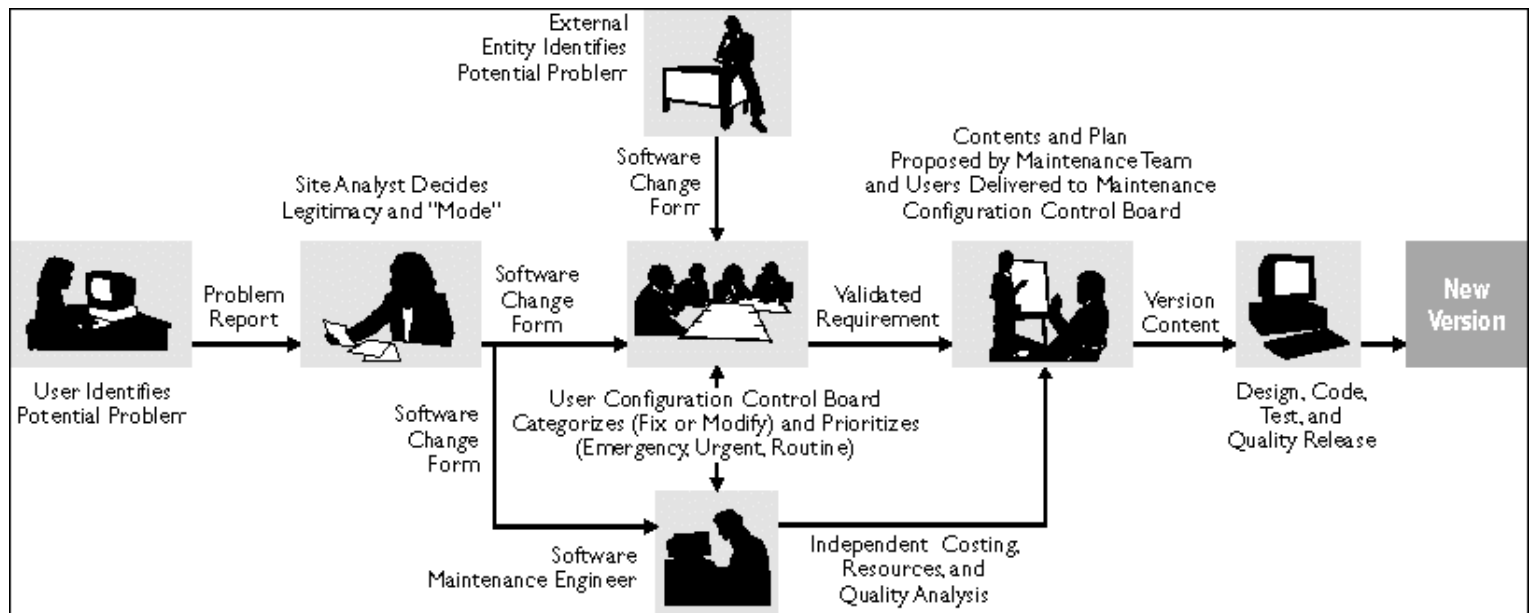 External
Entity Identifies
Potential Problem
Software
Change
Form
Contents and Plan
Proposed by Maintenance Team
and Users Delivered to Maintenance
Configuration Control Board
Site Analyst Decides
Legitimacy and "Mode"
Problem
Report
Software
Change
Form
Validated
Requirement
Version
Content
New
Version
User Identifies
Potential Problem
Software
Change
Form
User Configuration Control Board
Categorizes (Fix or Modify) and Prioritizes
(Emergency, Urgent, Routine)
Design, Code,
Test, and
Quality Release
Software
Maintenance Engineer
Independent Costing,
Resources, and
Quality Analysis